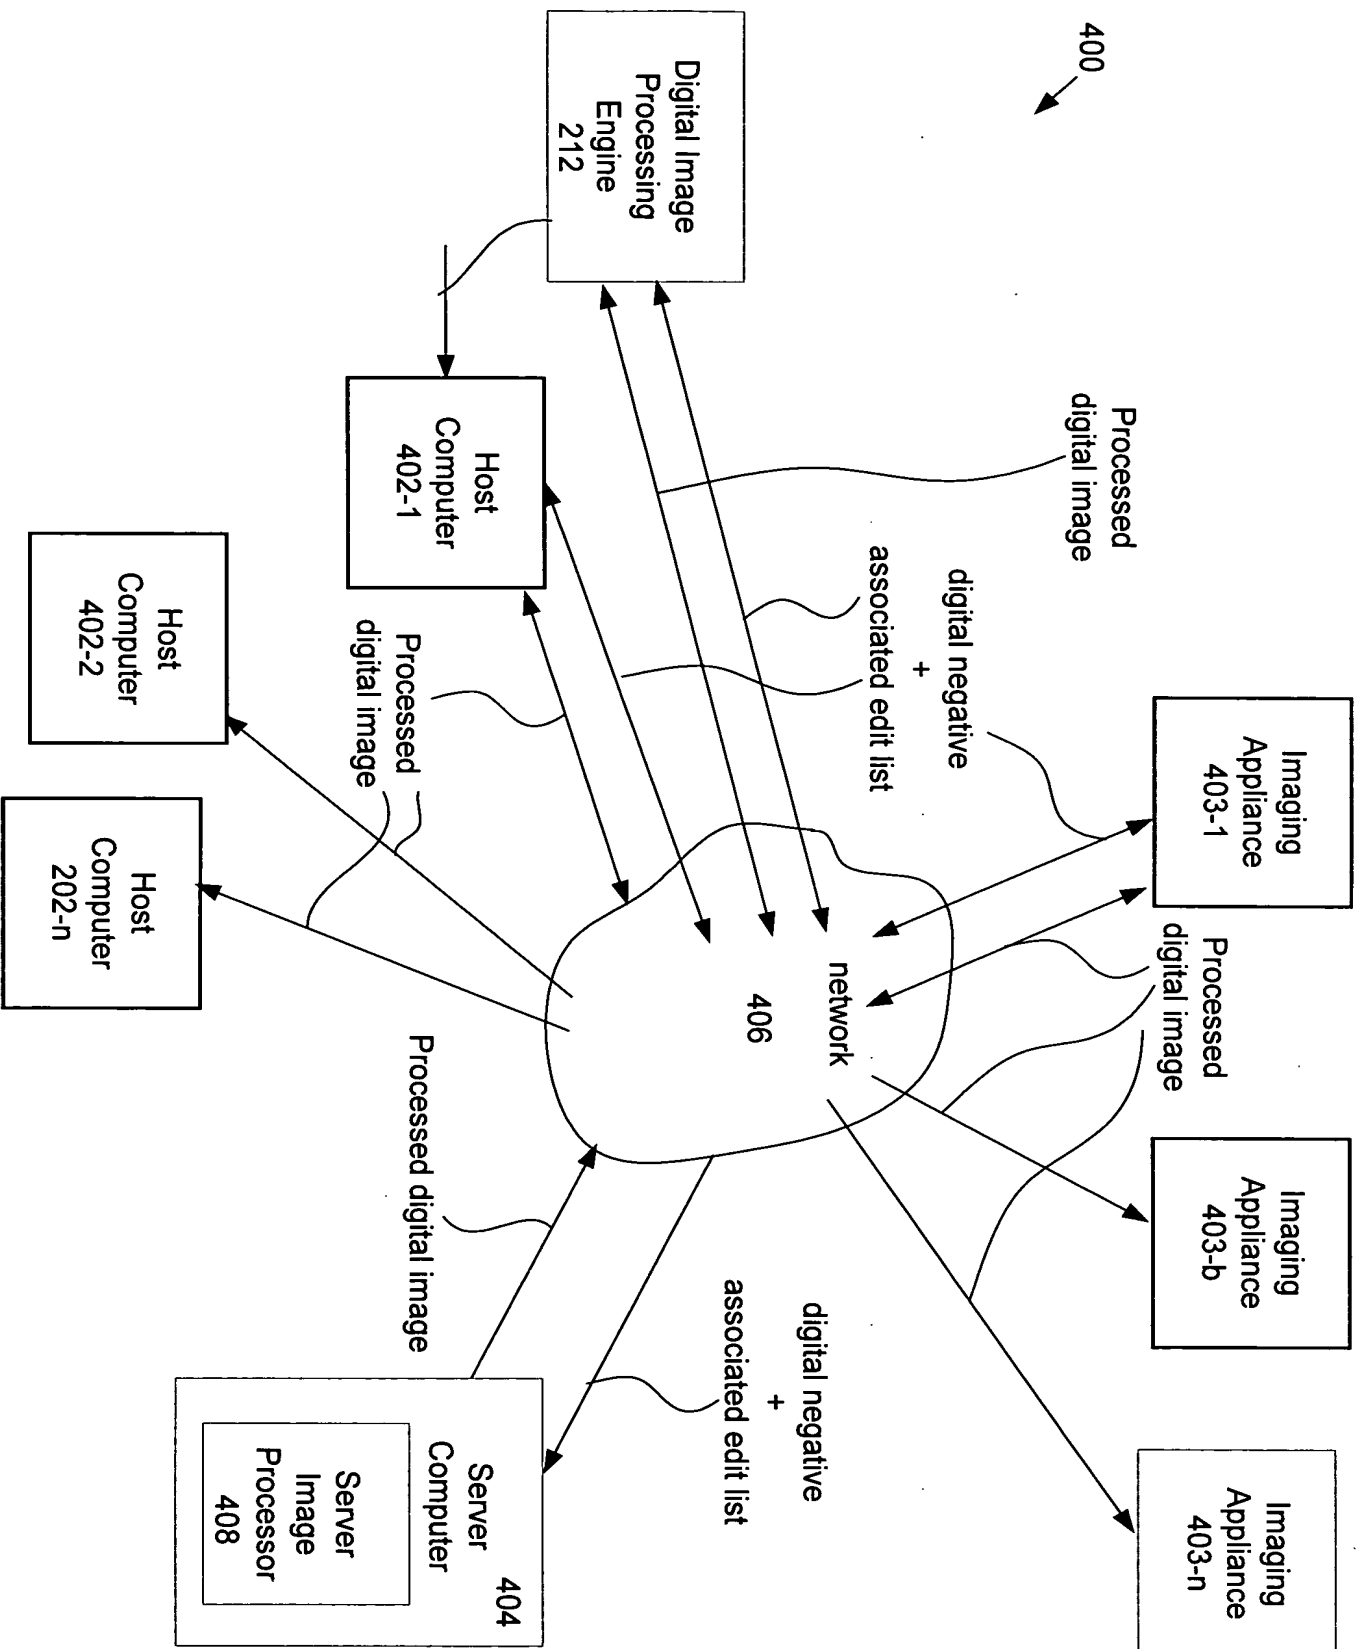 400
Imaging
Appliance
403-1
Imaging
Appliance
403-b
Imaging
Appliance
403-n
Processed
digital image
Processed
digital image
digital negative
+
associated edit list
Digital Image
Processing
Engine
212
network
406
digital negative
+
associated edit list
Host
Computer
402-1
Processed
digital image
Processed digital image
Server
Computer
404
Server
Image
Processor
408
Host
Computer
402-2
Host
Computer
202-n